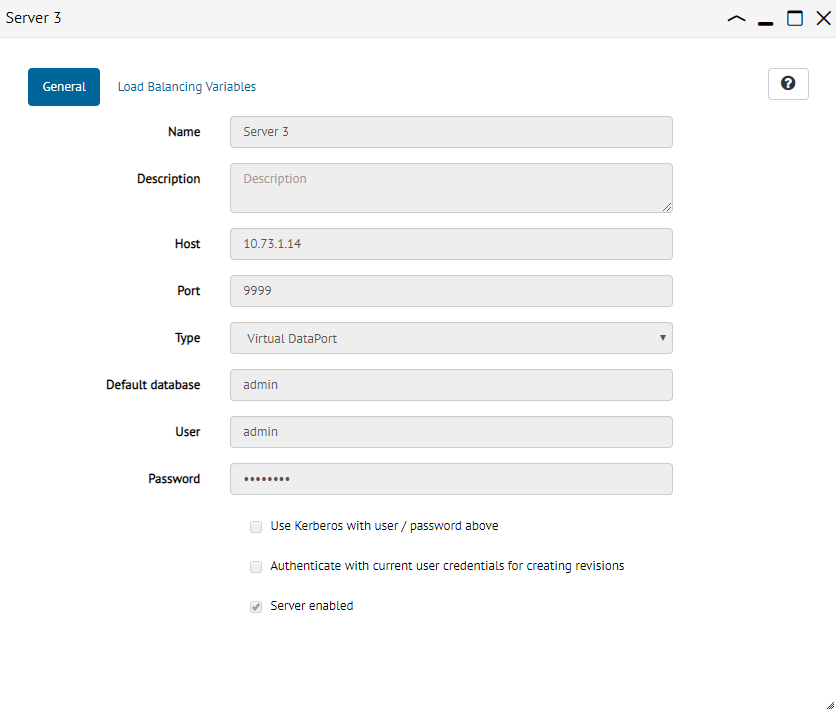 Server 3
General
Load Balancing Variables
Name
Server 3
Description
Description
Host
10.73.1.14
Port
9999
Type
Virtual DataPort
Default database
admin
User
admin
Password
••••••••
Use Kerberos with user / password above
Authenticate with current user credentials for creating revisions
Server enabled